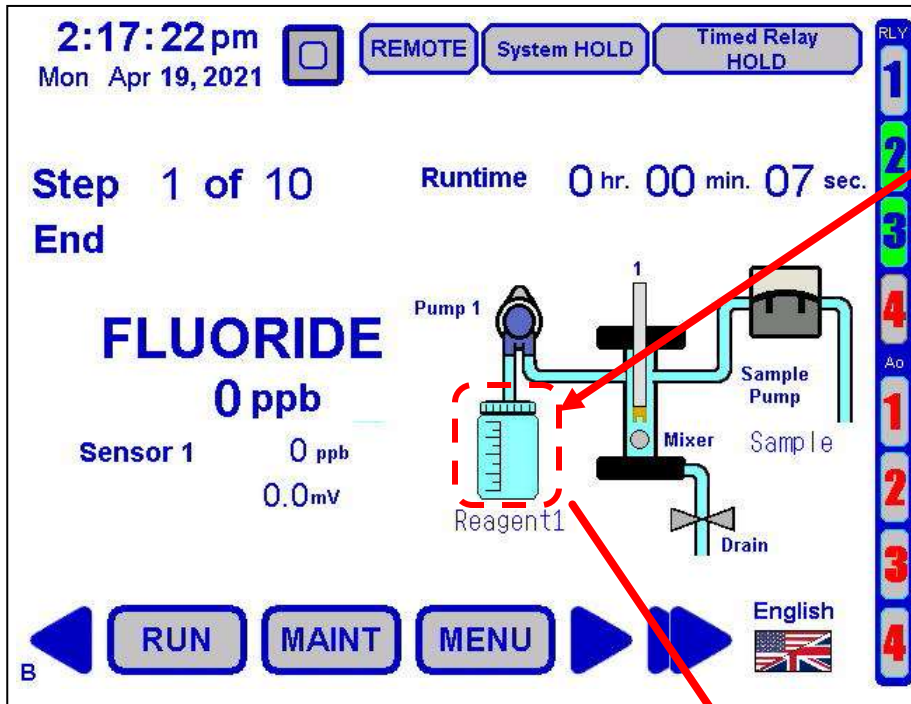 2:17:22 pm
Mon Apr 19, 2021
REMOTE
System HOLD
Timed Relay
HOLD
RLY
1
2
3
4
Ao
1
2
3
4
Step 1 of 10
Runtime 0 hr. 00 min. 07 sec.
End
FLUORIDE
0 ppb
Sensor 1 0 ppb
0.0mV
Pump 1
1
Sample
Pump
Mixer
Sample
Reagent1
Drain
RUN
MAINT
MENU
English
B